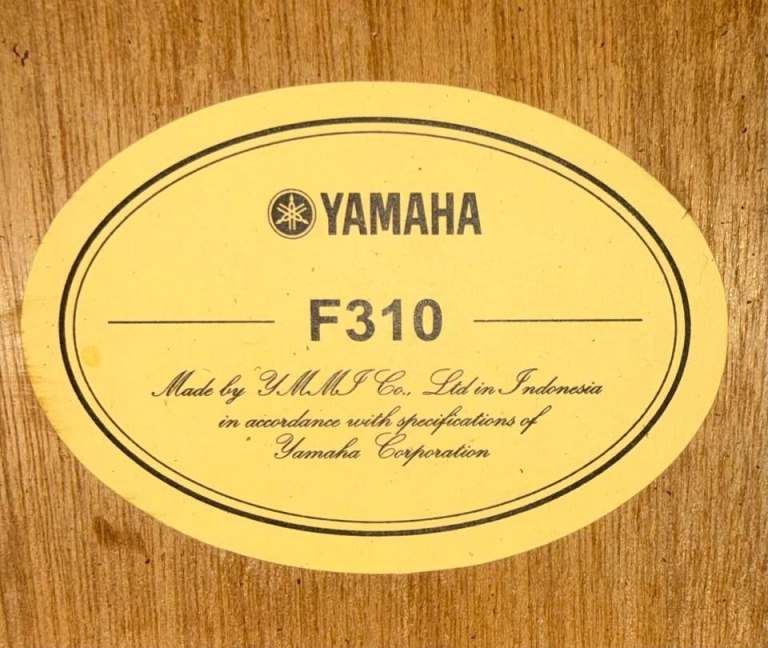 YAMAHA
F310
Made by YMMI Co., Ltd in Indonesia
in accordance with specifications of
Yamaha Corporation